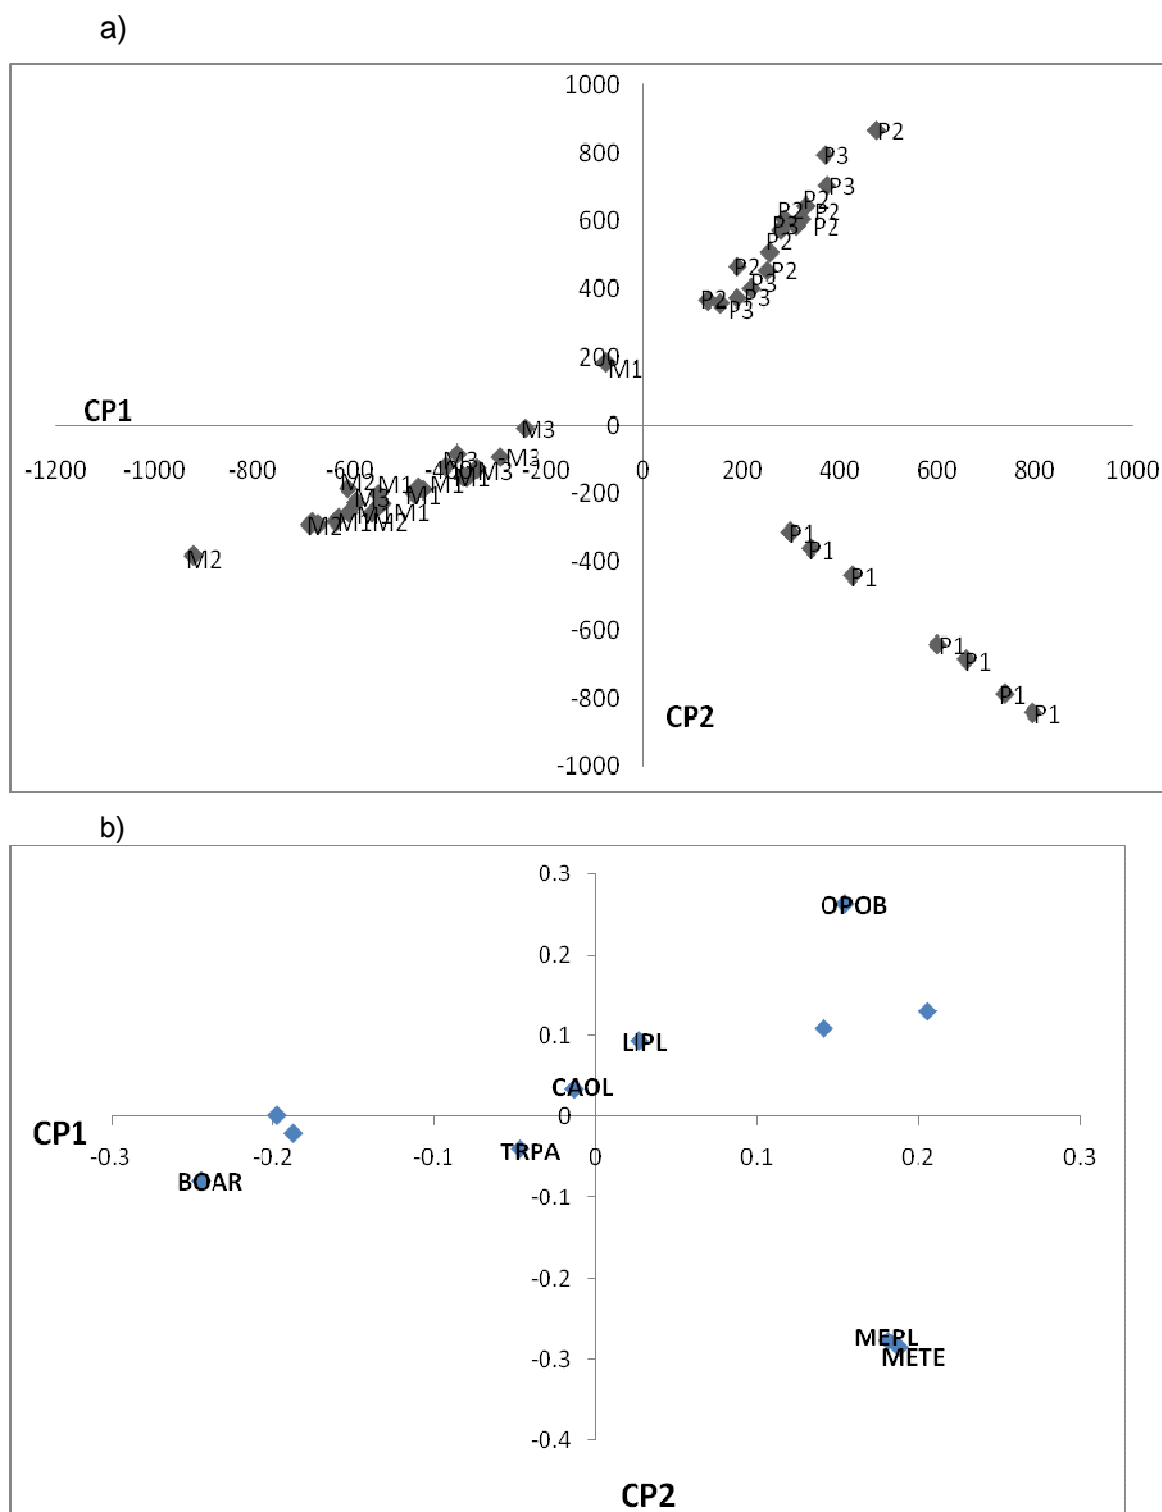 a)
1000
P2
800
P3
P3
P2
P2
P2
600
P3
P2
P2
P2
P2
400
P3
P2
P3
P3
200
M1
CP1
0
M3
-1200
-1000
-800
-600
-400
-200
0
200
400
600
800
1000
M3
M3
M3
M2
M1
M1
M1
-200
M3
M1
M1
M2
M1
M2
P1
M2
-400
P1
P1
-600
P1
P1
-800
P1
P1
CP2
-1000
b)
0.3
OPOB
0.2
0.1
LIPL
CAOL
0
CP1
-0.3
-0.2
-0.1
TRPA
0
0.1
0.2
0.3
BOAR
-0.1
-0.2
MEPL
-0.3
METE
-0.4
CP2